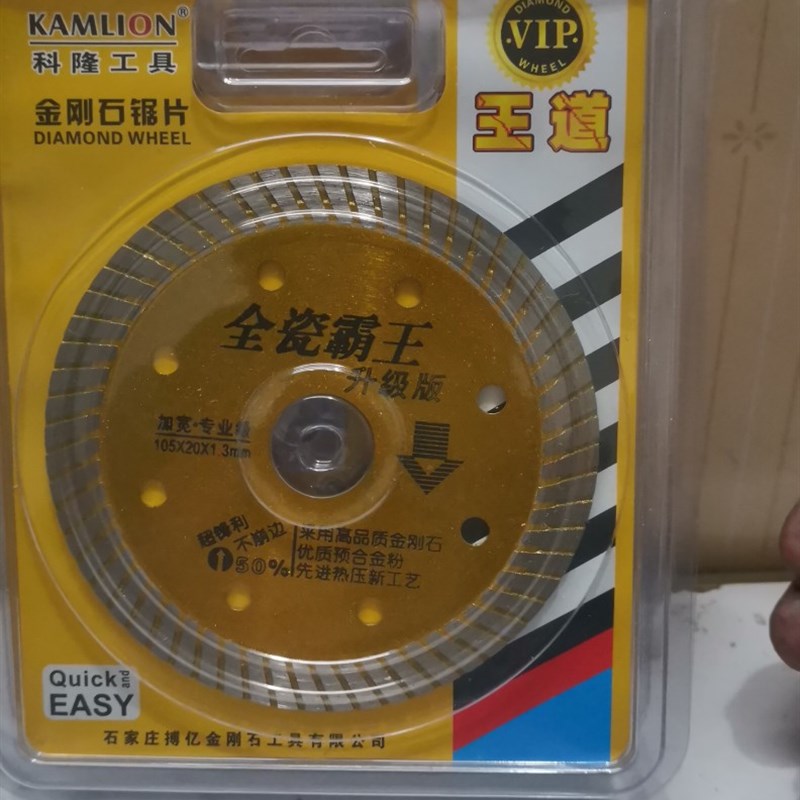 KAMLION®
科隆工具
金刚石锯片
DIAMOND WHEEL
DIAMOND
VIP
WHEEL
王道
全瓷霸王
升级版
加宽·专业级
105X20X1.3mm
超锋利
不崩边
50%
采用高品质金刚石
优质预合金粉
先进热压新工艺
Quick and
EASY
石家庄搏亿金刚石工具有限公司